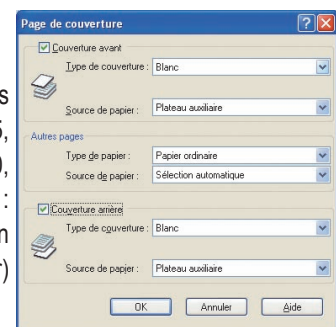 Page de couverture
Couverture avant
Type de couverture : Blanc
Source de papier : Plateau auxiliaire
Autres pages
Type de papier : Papier ordinaire
Source de papier : Sélection automatique
Couverture arrière
Type de couverture : Blanc
Source de papier : Plateau auxiliaire
OK Annuler Aide